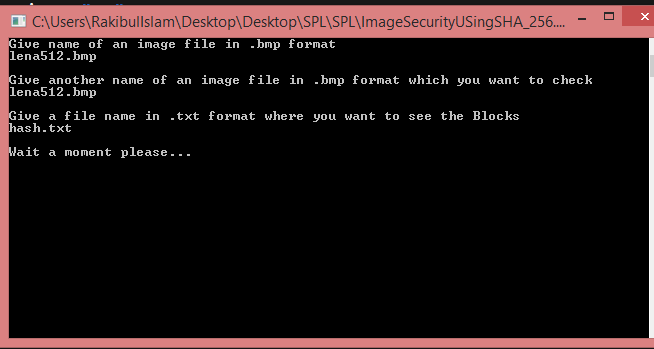 C:\Users\RakibulIslam\Desktop\Desktop\SPL\SPL\ImageSecurityUSingSHA_256....
Give name of an image file in .bmp format
lena512.bmp
Give another name of an image file in .bmp format which you want to check
lena512.bmp
Give a file name in .txt format where you want to see the Blocks
hash.txt
Wait a moment please...